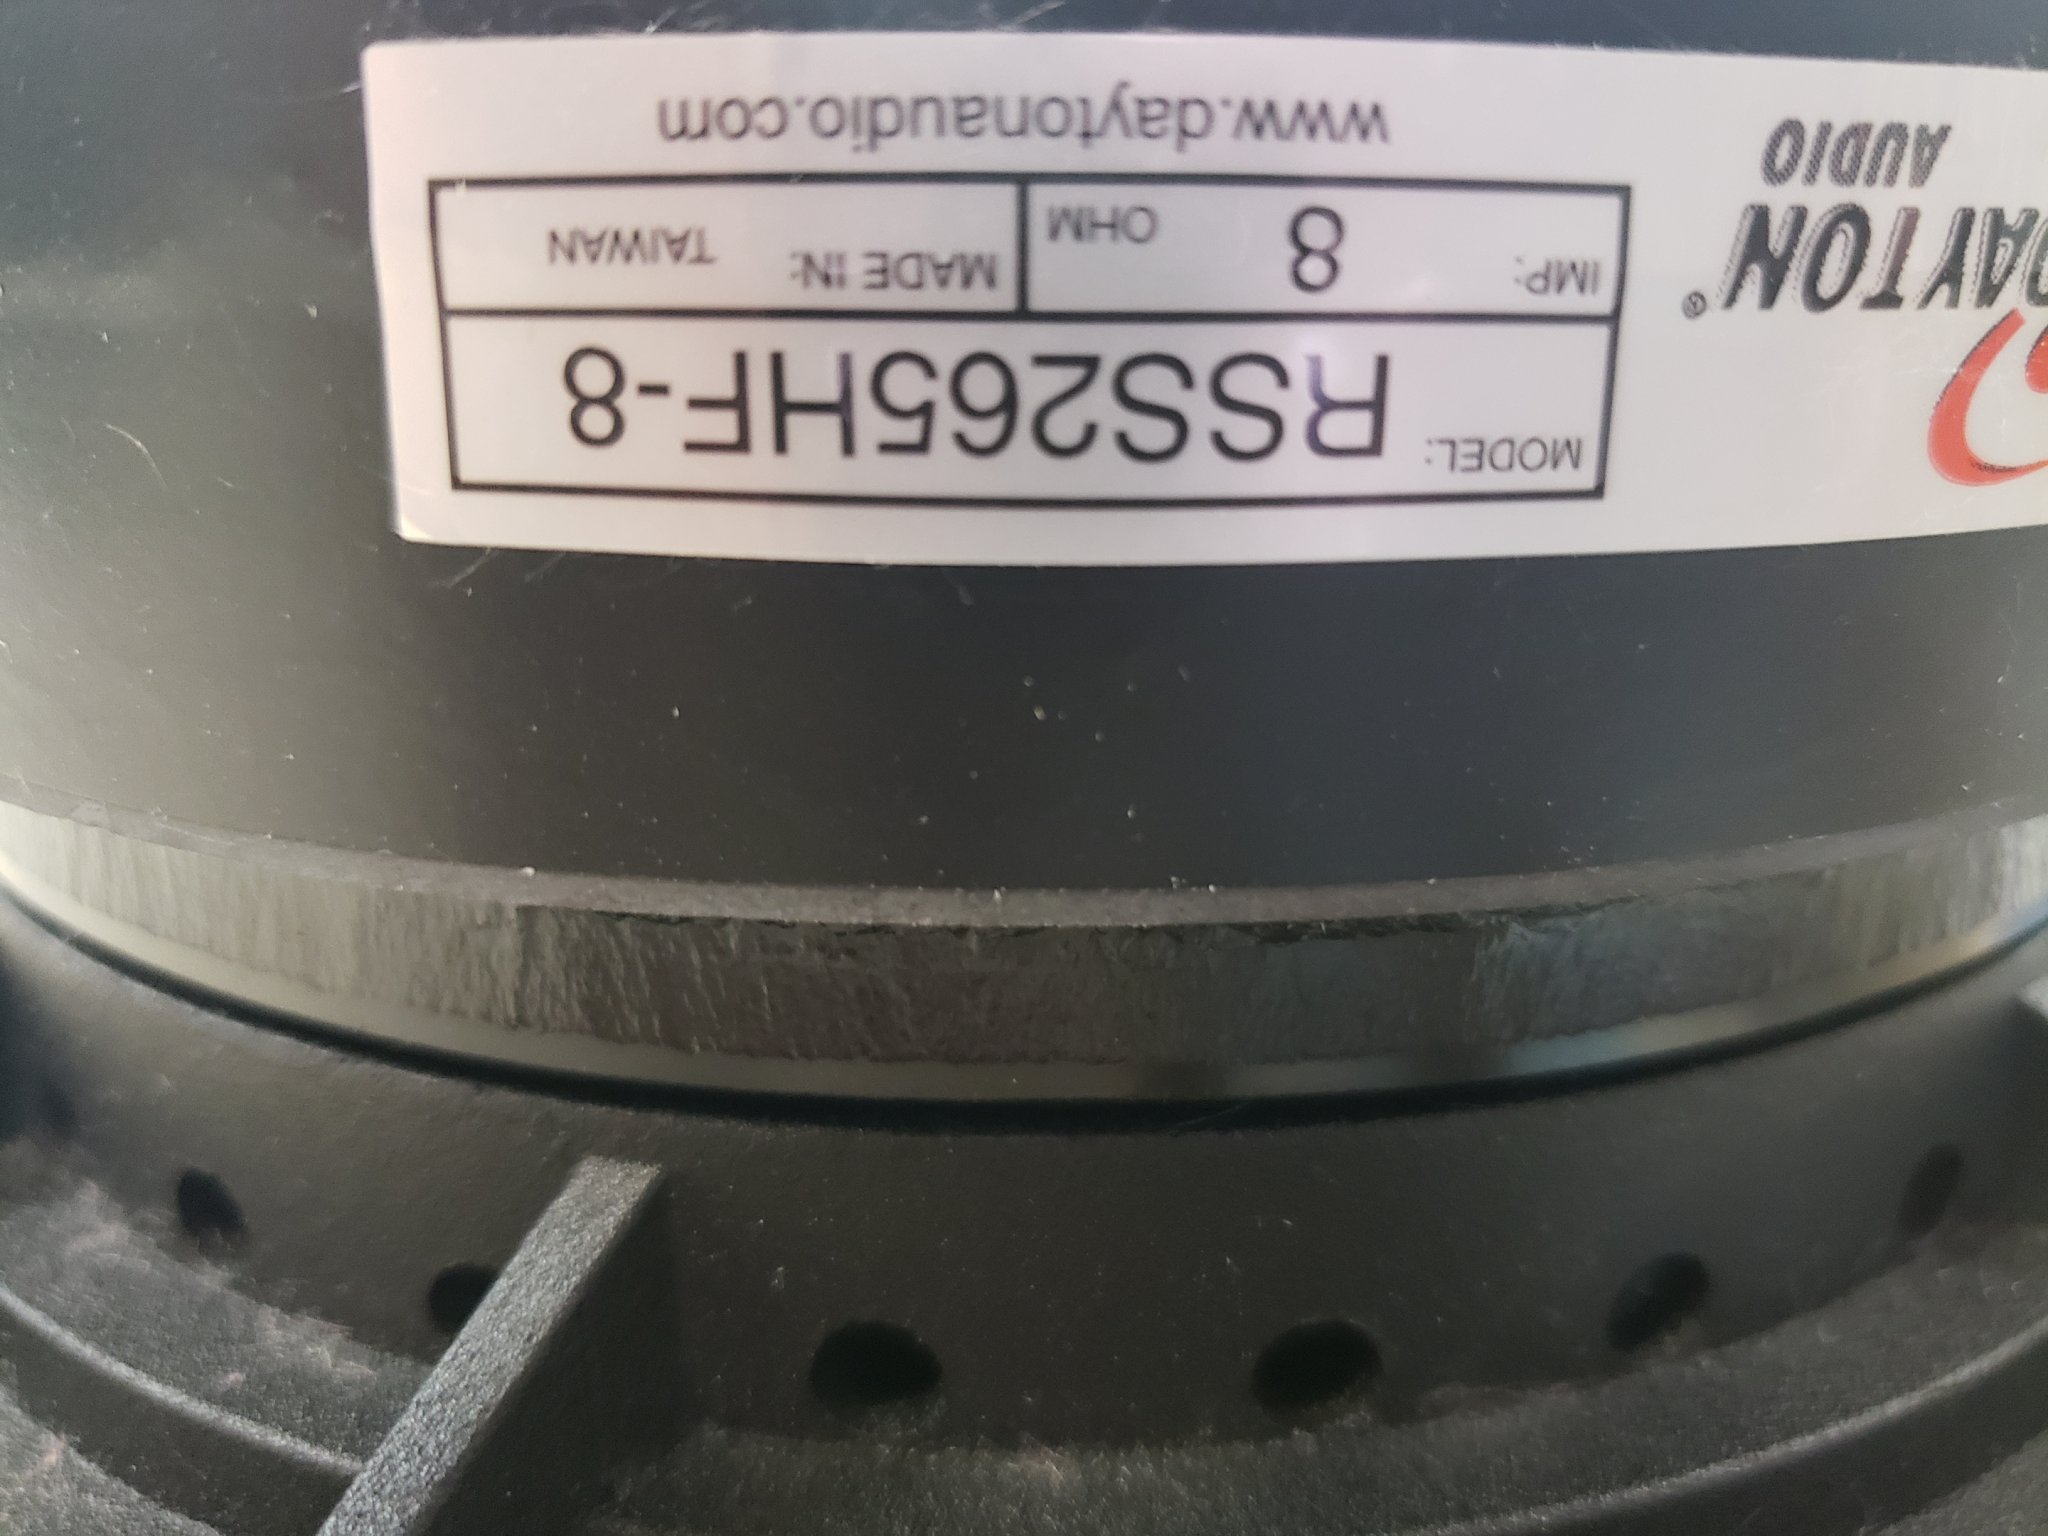 DAYTON®
AUDIO
MODEL: RSS265HF-8
IMP: 8 OHM
MADE IN: TAIWAN
www.daytonaudio.com